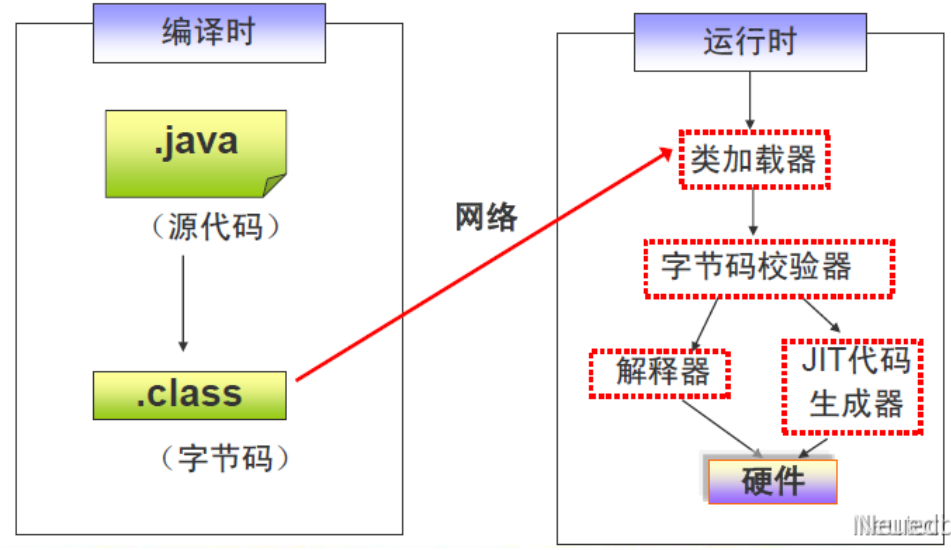 编译时
.java
（源代码）
.class
（字节码）
网络
运行时
类加载器
字节码校验器
解释器
JIT代码
生成器
硬件